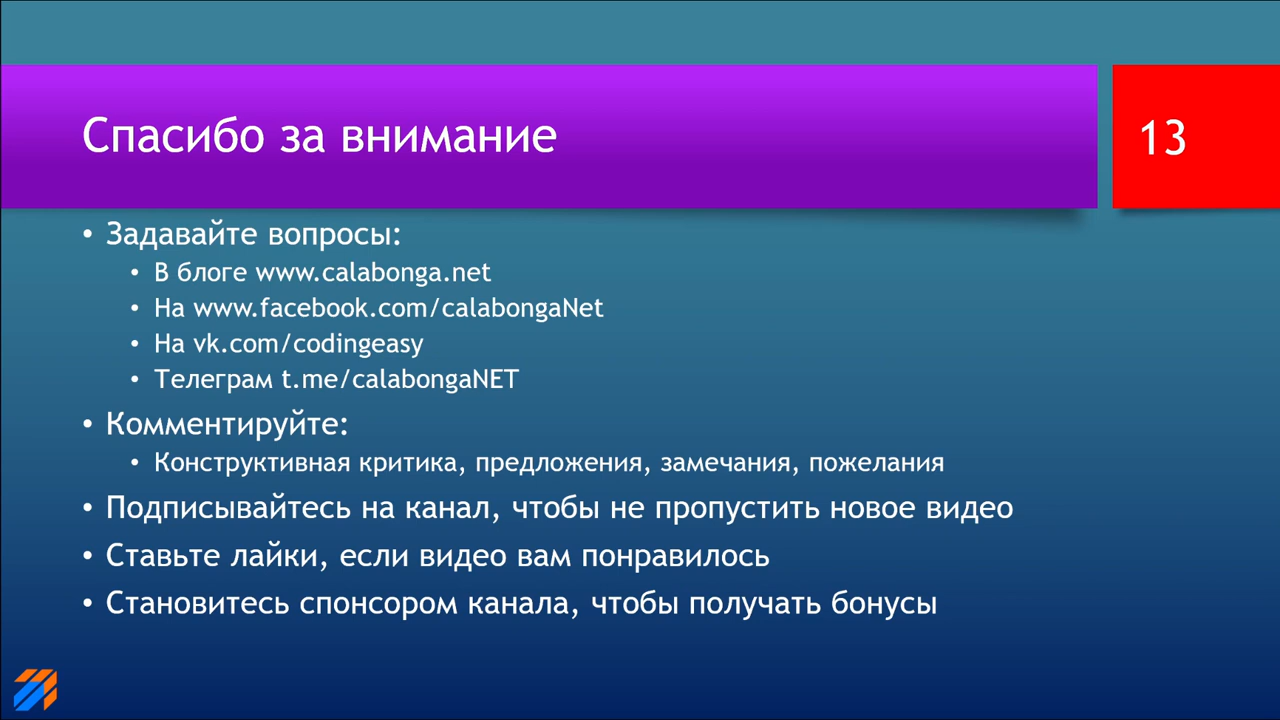 Спасибо за внимание
13
• Задавайте вопросы:
• В блоге www.calabonga.net
• На www.facebook.com/calabongaNet
• На vk.com/codingeasy
• Телеграм t.me/calabongaNET
• Комментируйте:
• Конструктивная критика, предложения, замечания, пожелания
• Подписывайтесь на канал, чтобы не пропустить новое видео
• Ставьте лайки, если видео вам понравилось
• Становитесь спонсором канала, чтобы получать бонусы